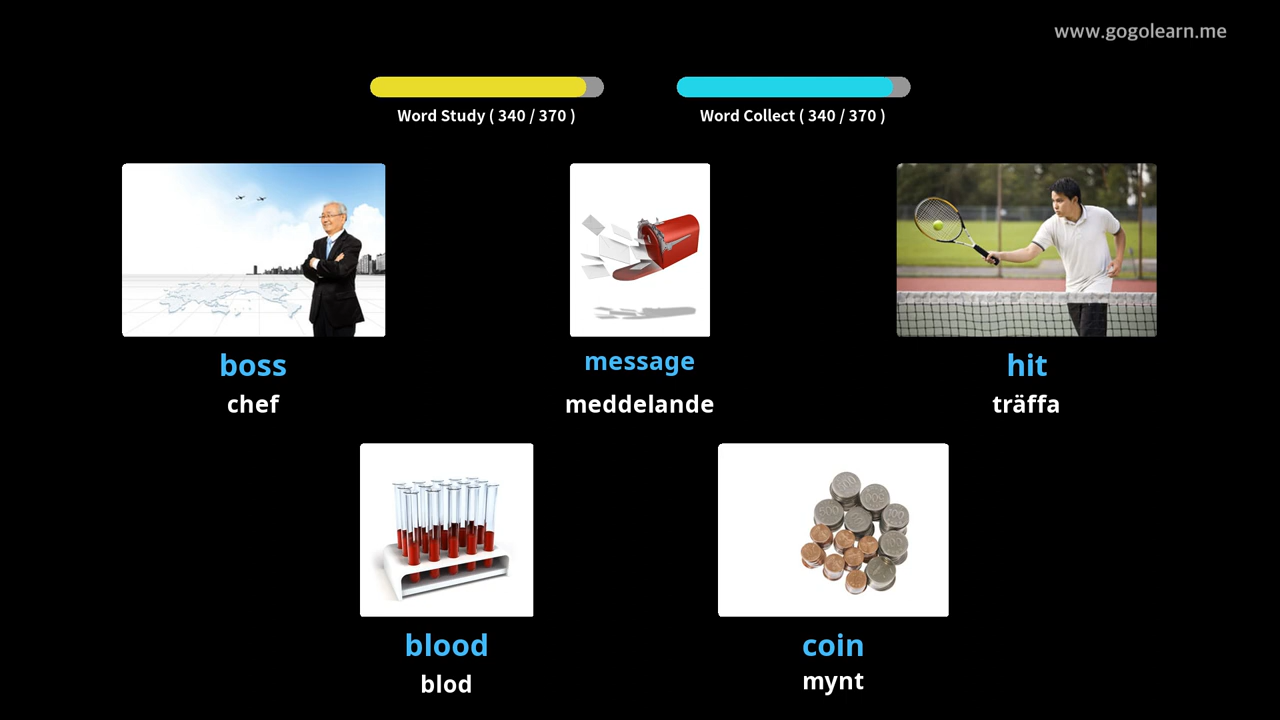 www.gogolearn.me
Word Study ( 340 / 370 )
Word Collect ( 340 / 370 )
boss
chef
message
meddelande
hit
träffa
blood
blod
coin
mynt